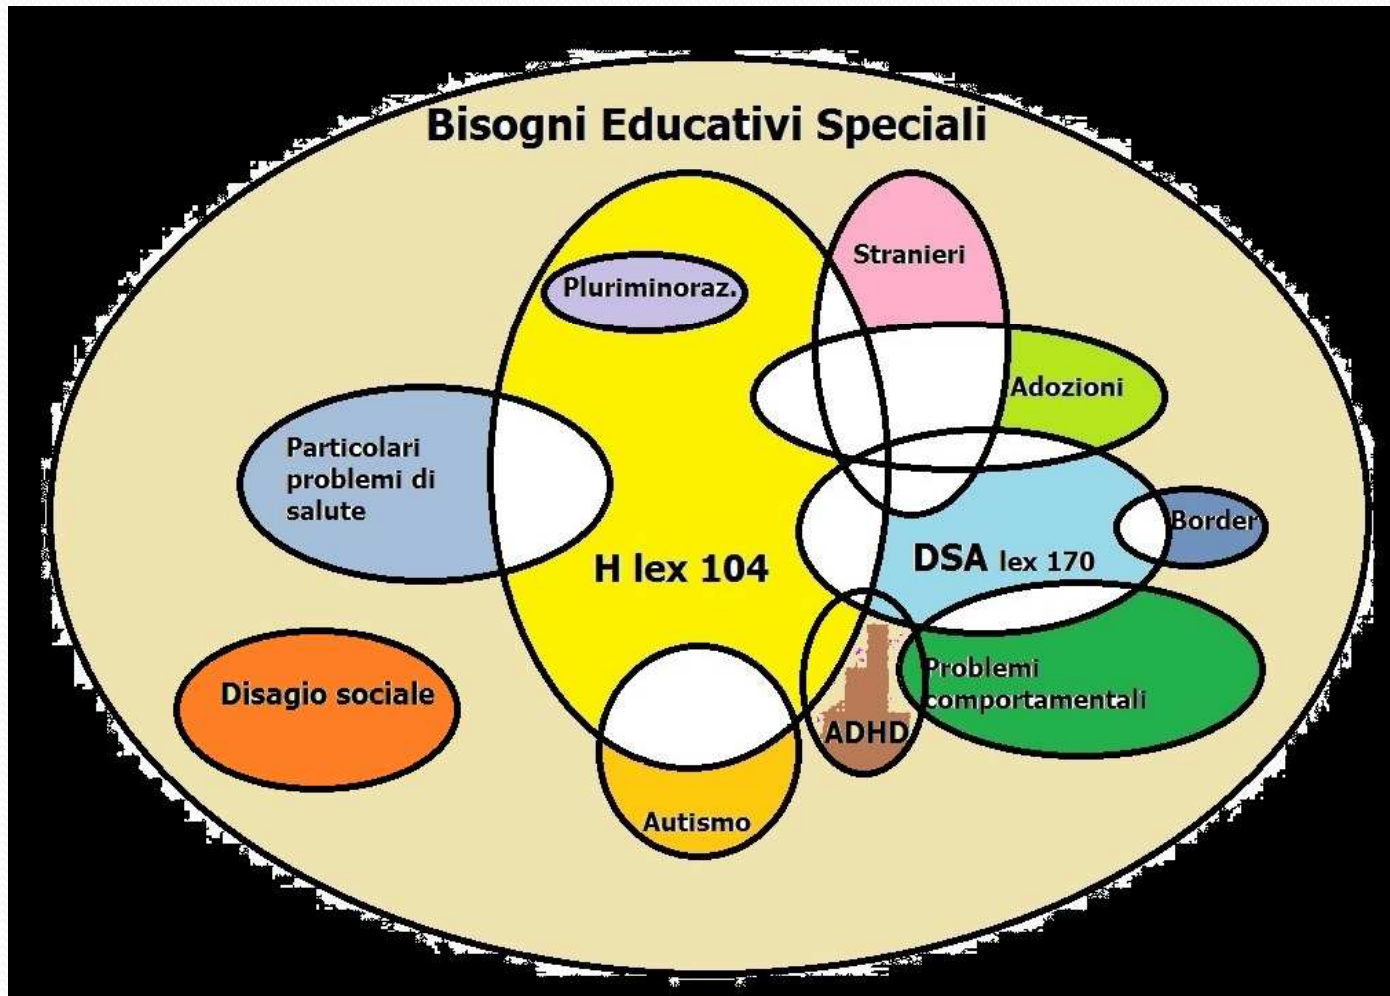 Bisogni Educativi Speciali
Stranieri
Pluriminoraz.
Adozioni
Particolari
problemi di
salute
Border
H lex 104
DSA lex 170
Problemi
comportamentali
Disagio sociale
ADHD
Autismo